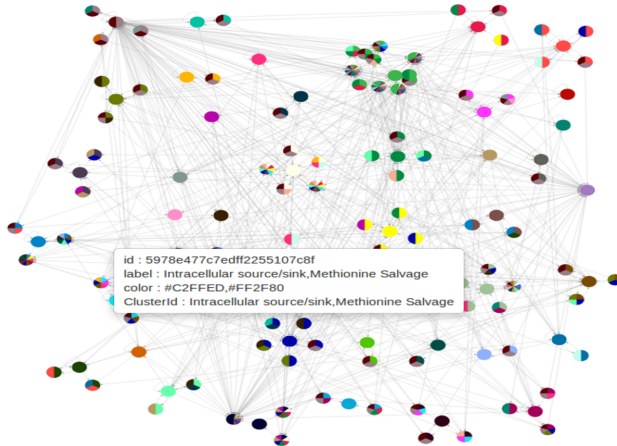 id : 5978e477c7edff2255107c8f
label : Intracellular source/sink,Methionine Salvage
color : #C2FFED,#FF2F80
ClusterId : Intracellular source/sink,Methionine Salvage